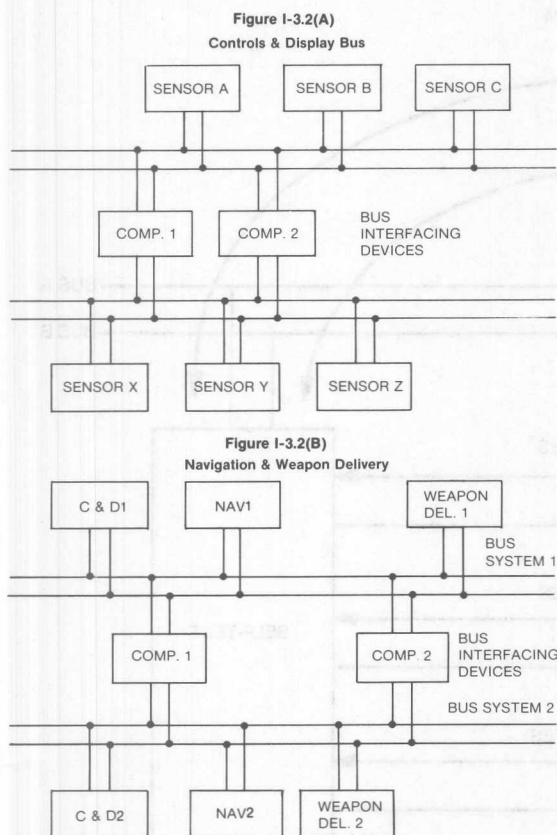 Figure I-3.2(A)
Controls & Display Bus
SENSOR A
SENSOR B
SENSOR C
COMP. 1
COMP. 2
BUS
INTERFACING
DEVICES
SENSOR X
SENSOR Y
SENSOR Z
Figure I-3.2(B)
Navigation & Weapon Delivery
C & D1
NAV1
WEAPON
DEL. 1
BUS
SYSTEM 1
COMP. 1
COMP. 2
BUS
INTERFACING
DEVICES
BUS SYSTEM 2
C & D2
NAV2
WEAPON
DEL. 2